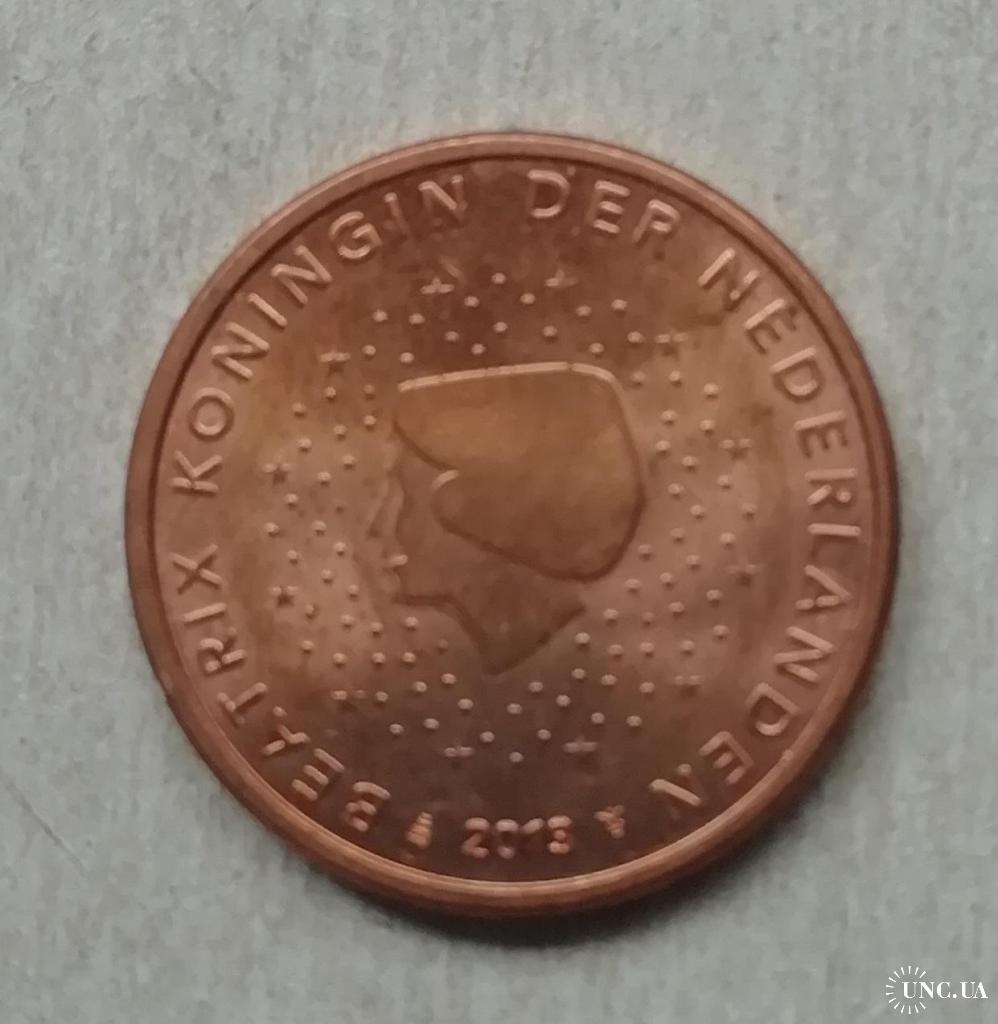 BEATRIX KONINGIN DER NEDERLANDEN
2013
UNC.UA